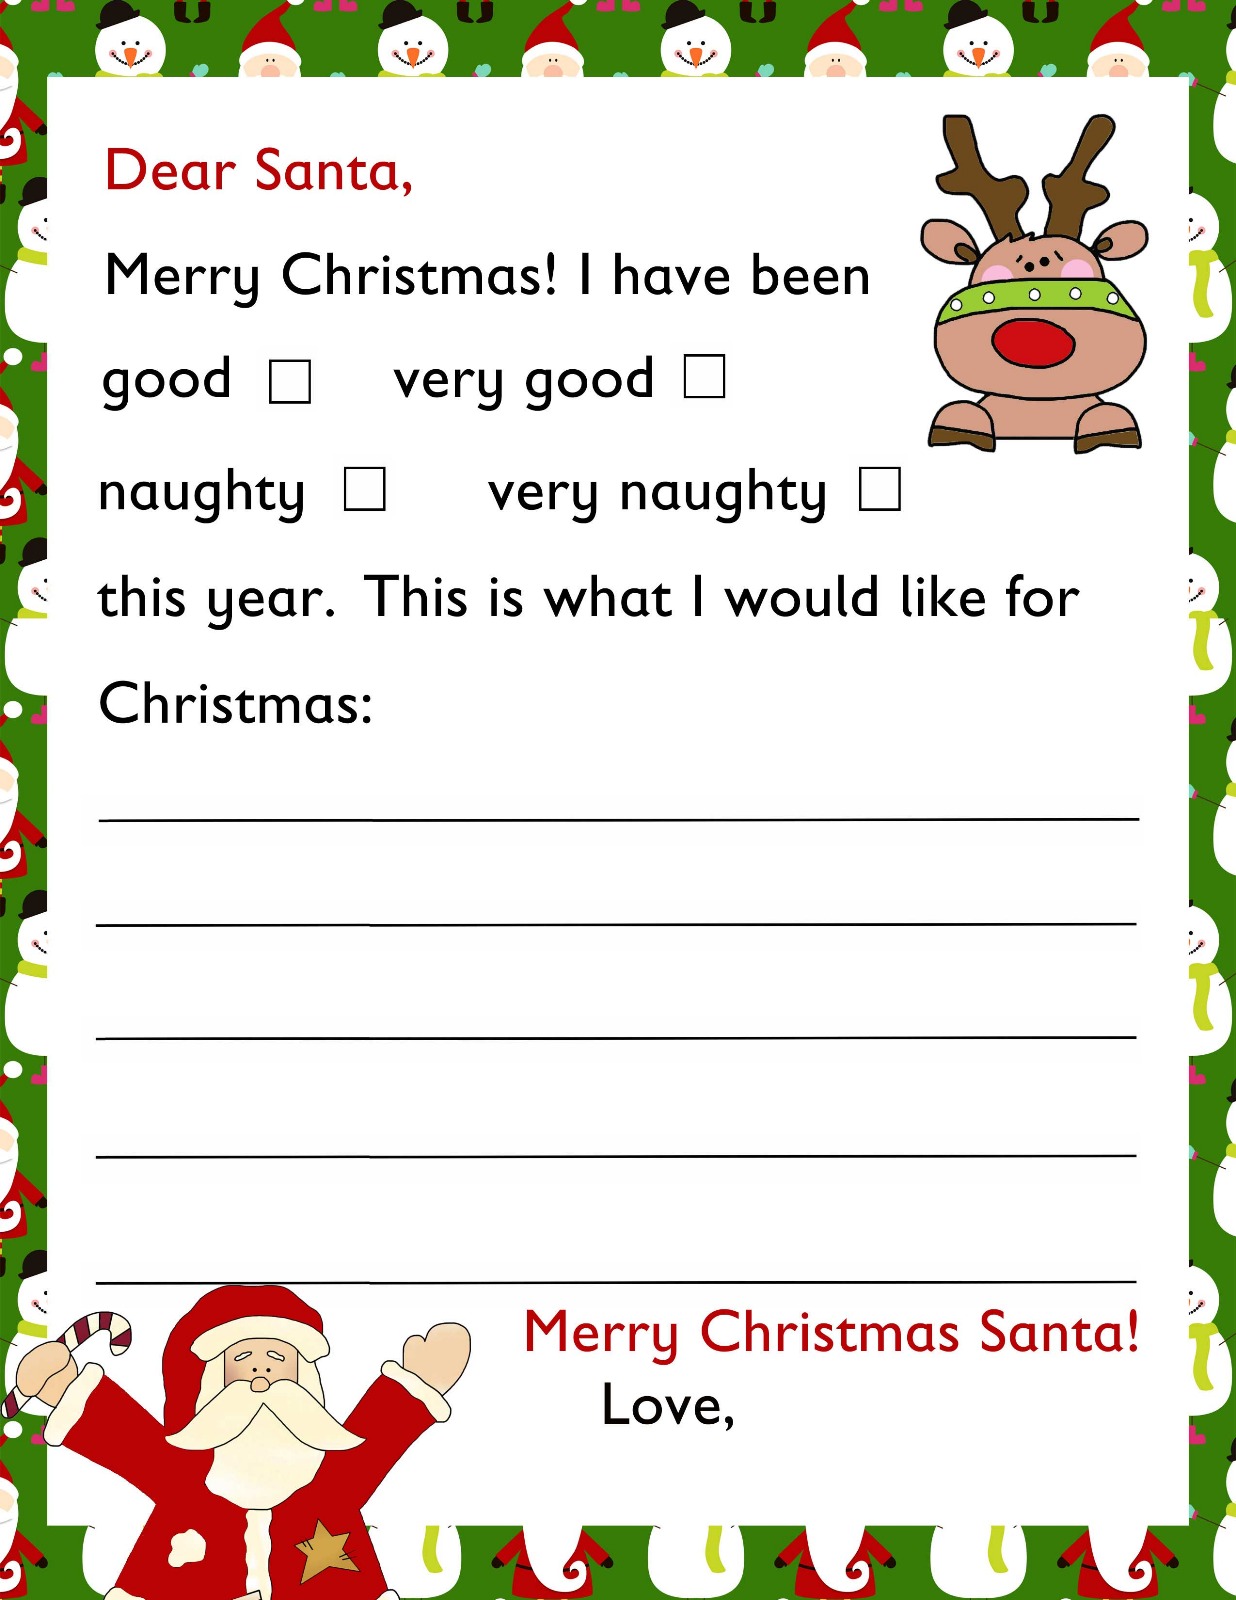 Dear Santa,
Merry Christmas! I have been
good very good
naughty very naughty
this year. This is what I would like for
Christmas:
Merry Christmas Santa!
Love,